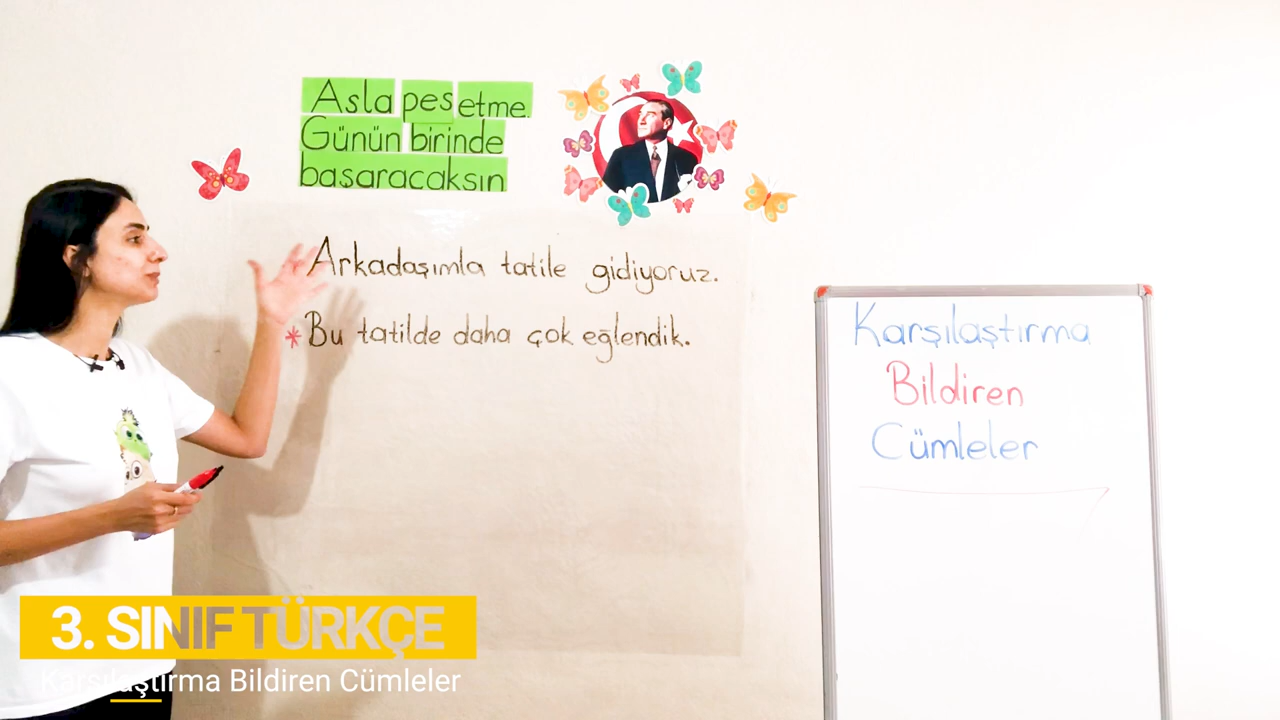 Asla pes etme.
Günün birinde
başaracaksın
Arkadaşımla tatile gidiyoruz.
* Bu tatilde daha çok eğlendik.
Karşılaştırma
Bildiren
Cümleler
3. SINIF TÜRKÇE
Karşılaştırma Bildiren Cümleler